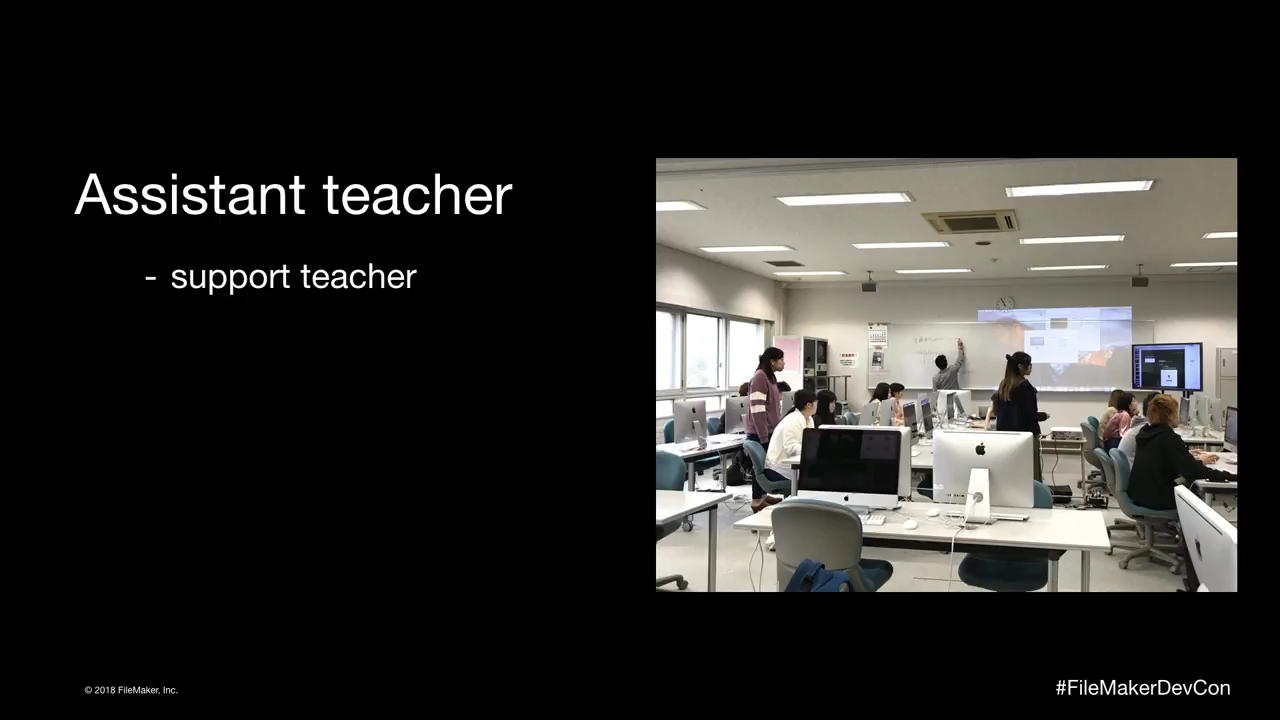 Assistant teacher
- support teacher
© 2018 FileMaker, Inc.
#FileMakerDevCon